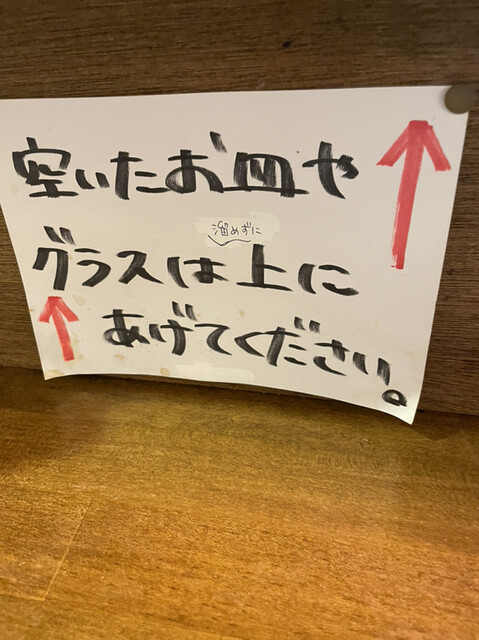 空いたお皿や
溜めずに
グラスは上に
あげてください。